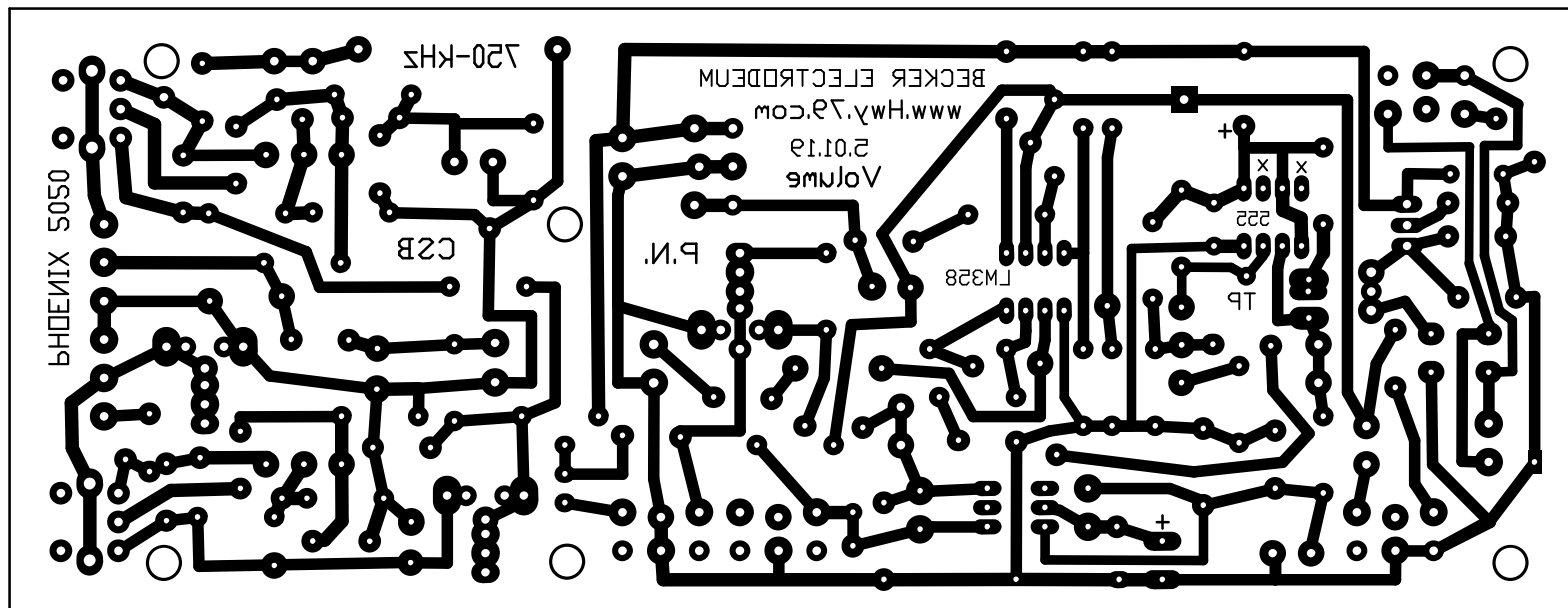 750-kHz
BECKER ELECTRODEUM
www.Hwy.79.com
5.01.19
Volume
PHOENIX 5050
CSB
P.N.
LM358
+
x x
555
TP
+